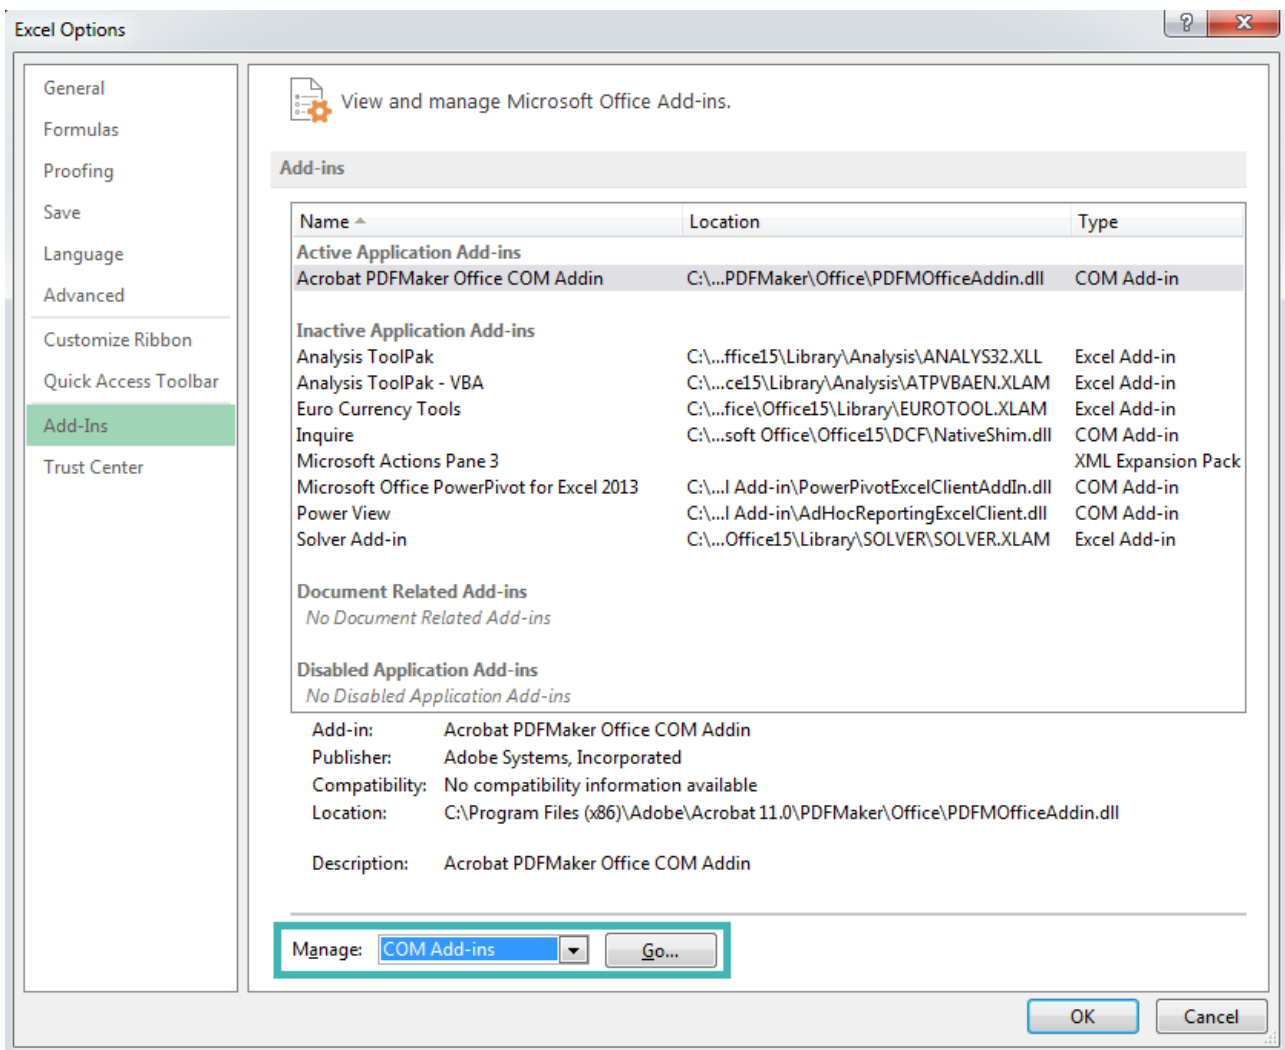 Excel Options
General
Formulas
Proofing
Save
Language
Advanced
Customize Ribbon
Quick Access Toolbar
Add-Ins
Trust Center
View and manage Microsoft Office Add-ins.
Add-ins
Name Location Type
Active Application Add-ins
Acrobat PDFMaker Office COM Addin C:\...PDFMaker\Office\PDFMOfficeAddin.dll COM Add-in
Inactive Application Add-ins
Analysis ToolPak C:\...ffice15\Library\Analysis\ANALYS32.XLL Excel Add-in
Analysis ToolPak - VBA C:\...ce15\Library\Analysis\ATPVBAEN.XLAM Excel Add-in
Euro Currency Tools C:\...fice\Office15\Library\EUROTOOL.XLAM Excel Add-in
Inquire C:\...soft Office\Office15\DCF\NativeShim.dll COM Add-in
Microsoft Actions Pane 3 XML Expansion Pack
Microsoft Office PowerPivot for Excel 2013 C:\...l Add-in\PowerPivotExcelClientAddIn.dll COM Add-in
Power View C:\...l Add-in\AdHocReportingExcelClient.dll COM Add-in
Solver Add-in C:\...Office15\Library\SOLVER\SOLVER.XLAM Excel Add-in
Document Related Add-ins
No Document Related Add-ins
Disabled Application Add-ins
No Disabled Application Add-ins
Add-in: Acrobat PDFMaker Office COM Addin
Publisher: Adobe Systems, Incorporated
Compatibility: No compatibility information available
Location: C:\Program Files (x86)\Adobe\Acrobat 11.0\PDFMaker\Office\PDFMOfficeAddin.dll
Description: Acrobat PDFMaker Office COM Addin
Manage: COM Add-ins Go...
OK Cancel